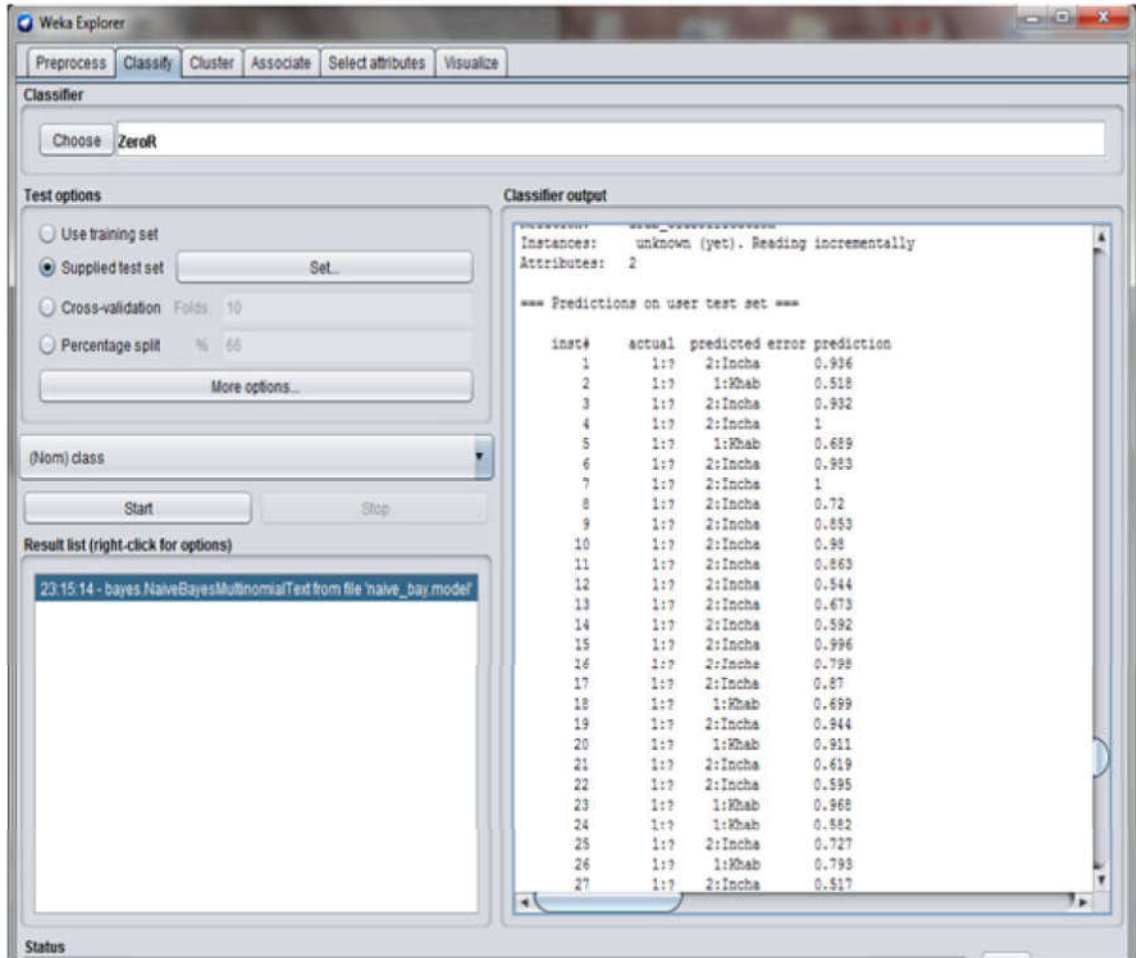 Weka Explorer
Preprocess Classify Cluster Associate Select attributes Visualize
Classifier
Choose ZeroR
Test options
Use training set
Supplied test set Set...
Cross-validation Folds 10
Percentage split % 66
More options...
(Nom) class
Start Stop
Result list (right-click for options)
23:15:14 - bayes.NaiveBayesMultinomialText from file 'naive_bay.model'
Classifier output
Instances: unknown (yet). Reading incrementally
Attributes: 2
=== Predictions on user test set ===
inst# actual predicted error prediction
1 1:? 2:Incha 0.936
2 1:? 1:Khab 0.518
3 1:? 2:Incha 0.932
4 1:? 2:Incha 1
5 1:? 1:Khab 0.689
6 1:? 2:Incha 0.983
7 1:? 2:Incha 1
8 1:? 2:Incha 0.72
9 1:? 2:Incha 0.853
10 1:? 2:Incha 0.98
11 1:? 2:Incha 0.863
12 1:? 2:Incha 0.544
13 1:? 2:Incha 0.673
14 1:? 2:Incha 0.592
15 1:? 2:Incha 0.996
16 1:? 2:Incha 0.798
17 1:? 2:Incha 0.87
18 1:? 1:Khab 0.699
19 1:? 2:Incha 0.944
20 1:? 1:Khab 0.911
21 1:? 2:Incha 0.619
22 1:? 2:Incha 0.595
23 1:? 1:Khab 0.968
24 1:? 1:Khab 0.582
25 1:? 2:Incha 0.727
26 1:? 1:Khab 0.793
27 1:? 2:Incha 0.517
Status